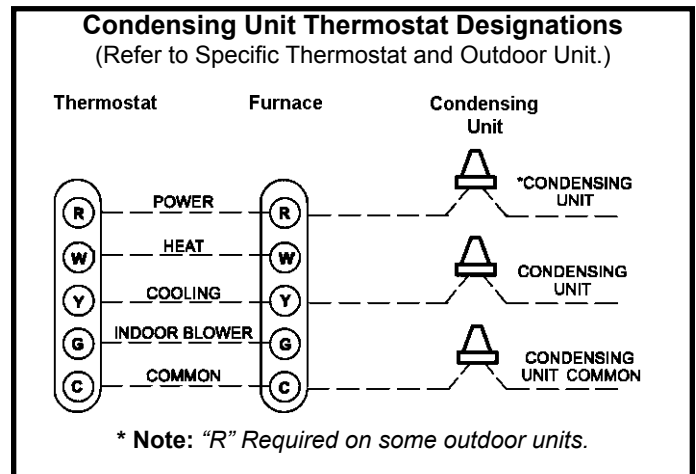 Condensing Unit Thermostat Designations
(Refer to Specific Thermostat and Outdoor Unit.)
Thermostat Furnace Condensing
Unit
R POWER R *CONDENSING
UNIT
W HEAT W
Y COOLING Y CONDENSING
UNIT
G INDOOR BLOWER G
C COMMON C CONDENSING
UNIT COMMON
* Note: “R” Required on some outdoor units.